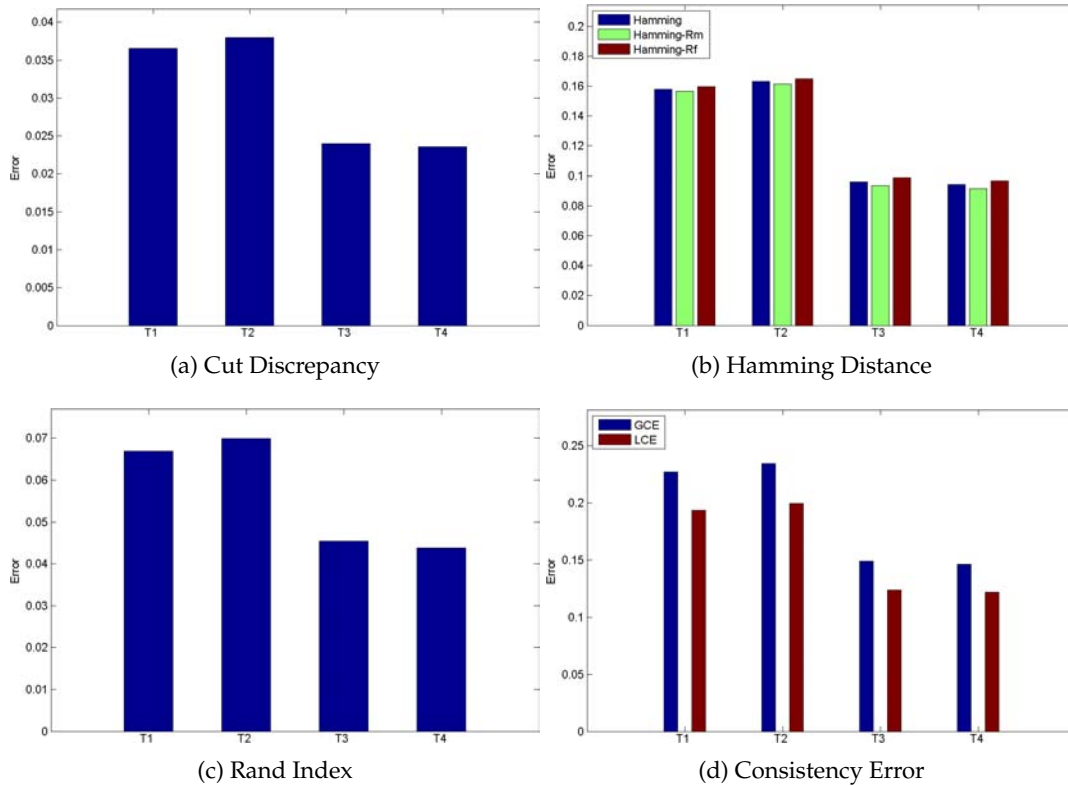 0.04
0.035
0.03
0.025
0.02
0.015
0.01
0.005
0
Error
T1 T2 T3 T4
(a) Cut Discrepancy
Hamming
Hamming-Rm
Hamming-Rf
0.2
0.18
0.16
0.14
0.12
0.1
0.08
0.06
0.04
0.02
0
Error
T1 T2 T3 T4
(b) Hamming Distance
0.07
0.06
0.05
0.04
0.03
0.02
0.01
0
Error
T1 T2 T3 T4
(c) Rand Index
GCE
LCE
0.25
0.2
0.15
0.1
0.05
0
Error
T1 T2 T3 T4
(d) Consistency Error